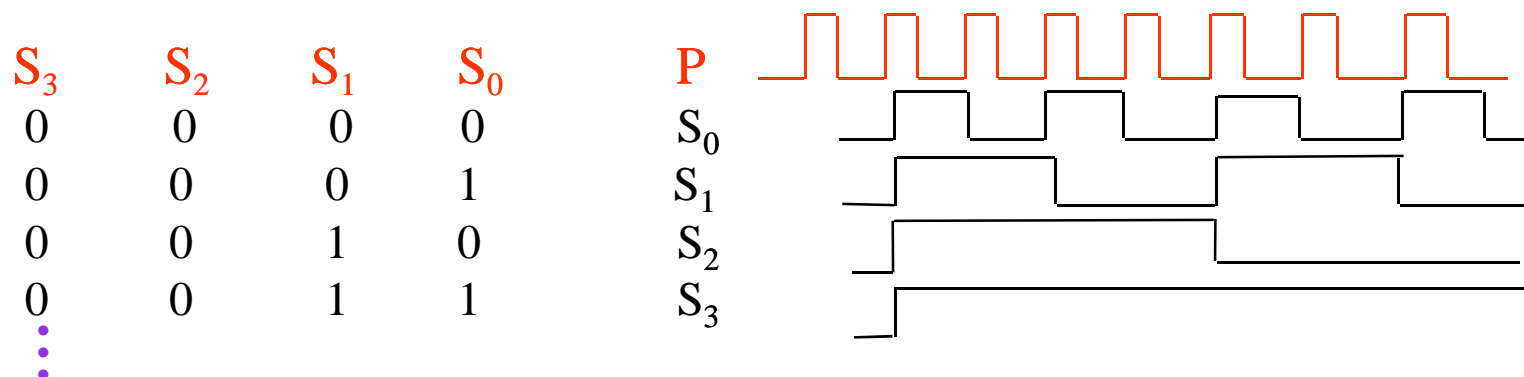 S₃ S₂ S₁ S₀ P
0 0 0 0 S₀
0 0 0 1 S₁
0 0 1 0 S₂
0 0 1 1 S₃